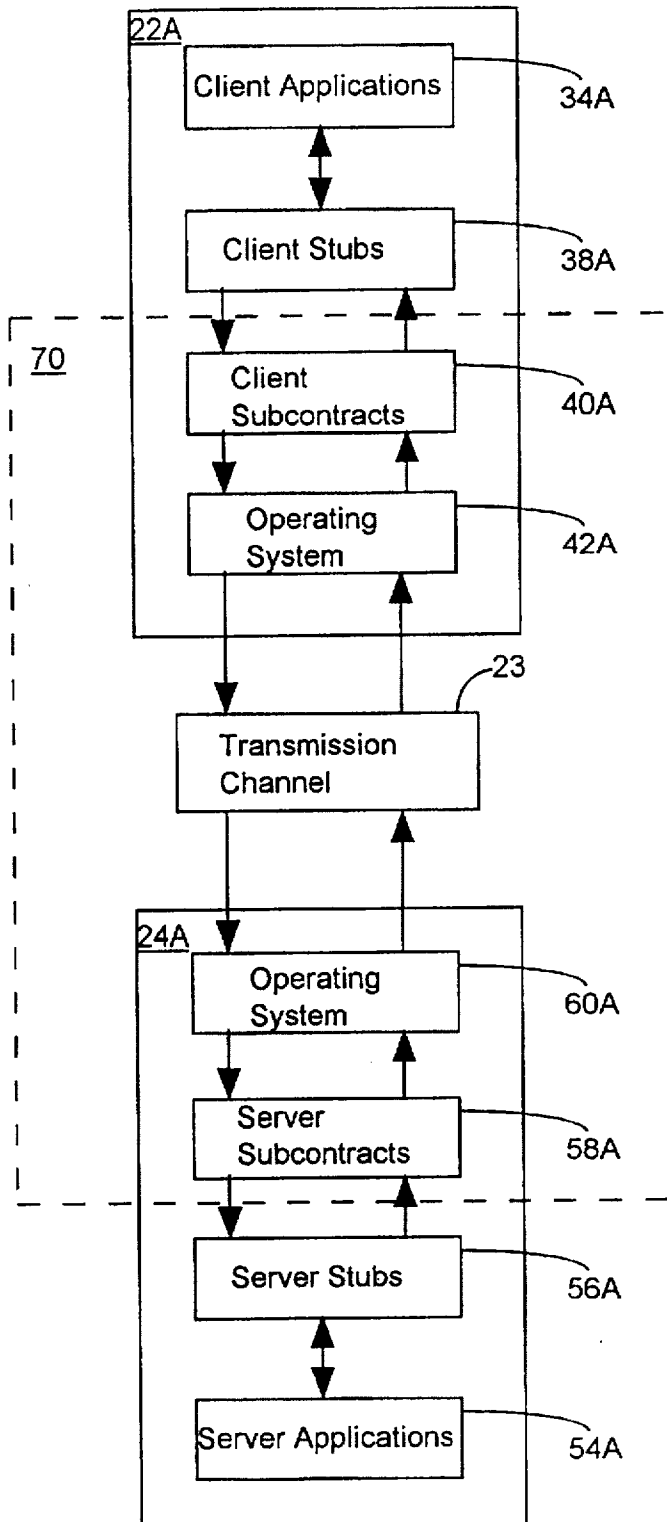 22A
Client Applications
34A
Client Stubs
38A
70
Client
Subcontracts
40A
Operating
System
42A
23
Transmission
Channel
24A
Operating
System
60A
Server
Subcontracts
58A
Server Stubs
56A
Server Applications
54A